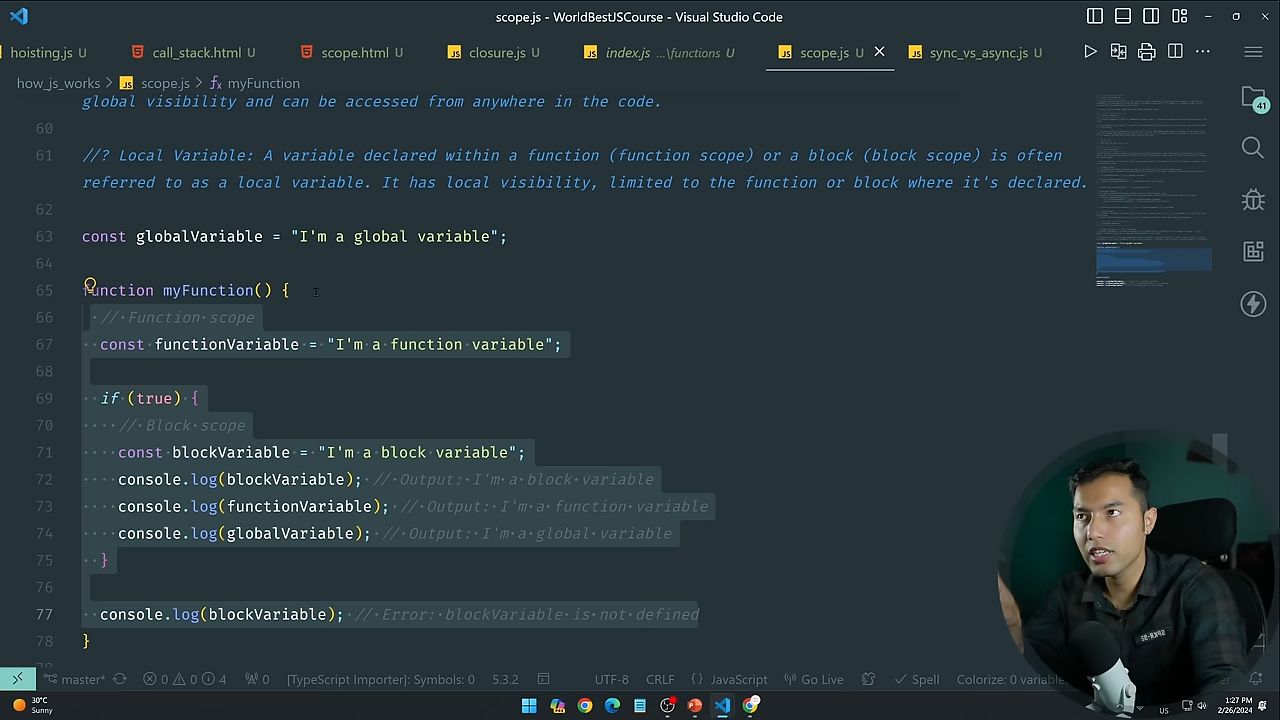 scope.js - WorldBestJSCourse - Visual Studio Code
hoisting.js U
call_stack.html U
scope.html U
closure.js U
index.js ...\functions U
scope.js U
sync_vs_async.js U
how_js_works > scope.js > myFunction
global visibility and can be accessed from anywhere in the code.
60
61 //? Local Variable: A variable declared within a function (function scope) or a block (block scope) is often
referred to as a local variable. It has local visibility, limited to the function or block where it's declared.
62
63 const globalVariable = "I'm a global variable";
64
65 function myFunction() {
66 // Function scope
67 const functionVariable = "I'm a function variable";
68
69 if (true) {
70 // Block scope
71 const blockVariable = "I'm a block variable";
72 console.log(blockVariable); // Output: I'm a block variable
73 console.log(functionVariable); // Output: I'm a function variable
74 console.log(globalVariable); // Output: I'm a global variable
75 }
76
77 console.log(blockVariable); // Error: blockVariable is not defined
78 }
41
master* 0 0 4 0 [TypeScript Importer]: Symbols: 0 5.3.2 UTF-8 CRLF {} JavaScript Go Live Spell Colorize: 0 variable
30°C
Sunny
US
1:27 PM
2/26/2024